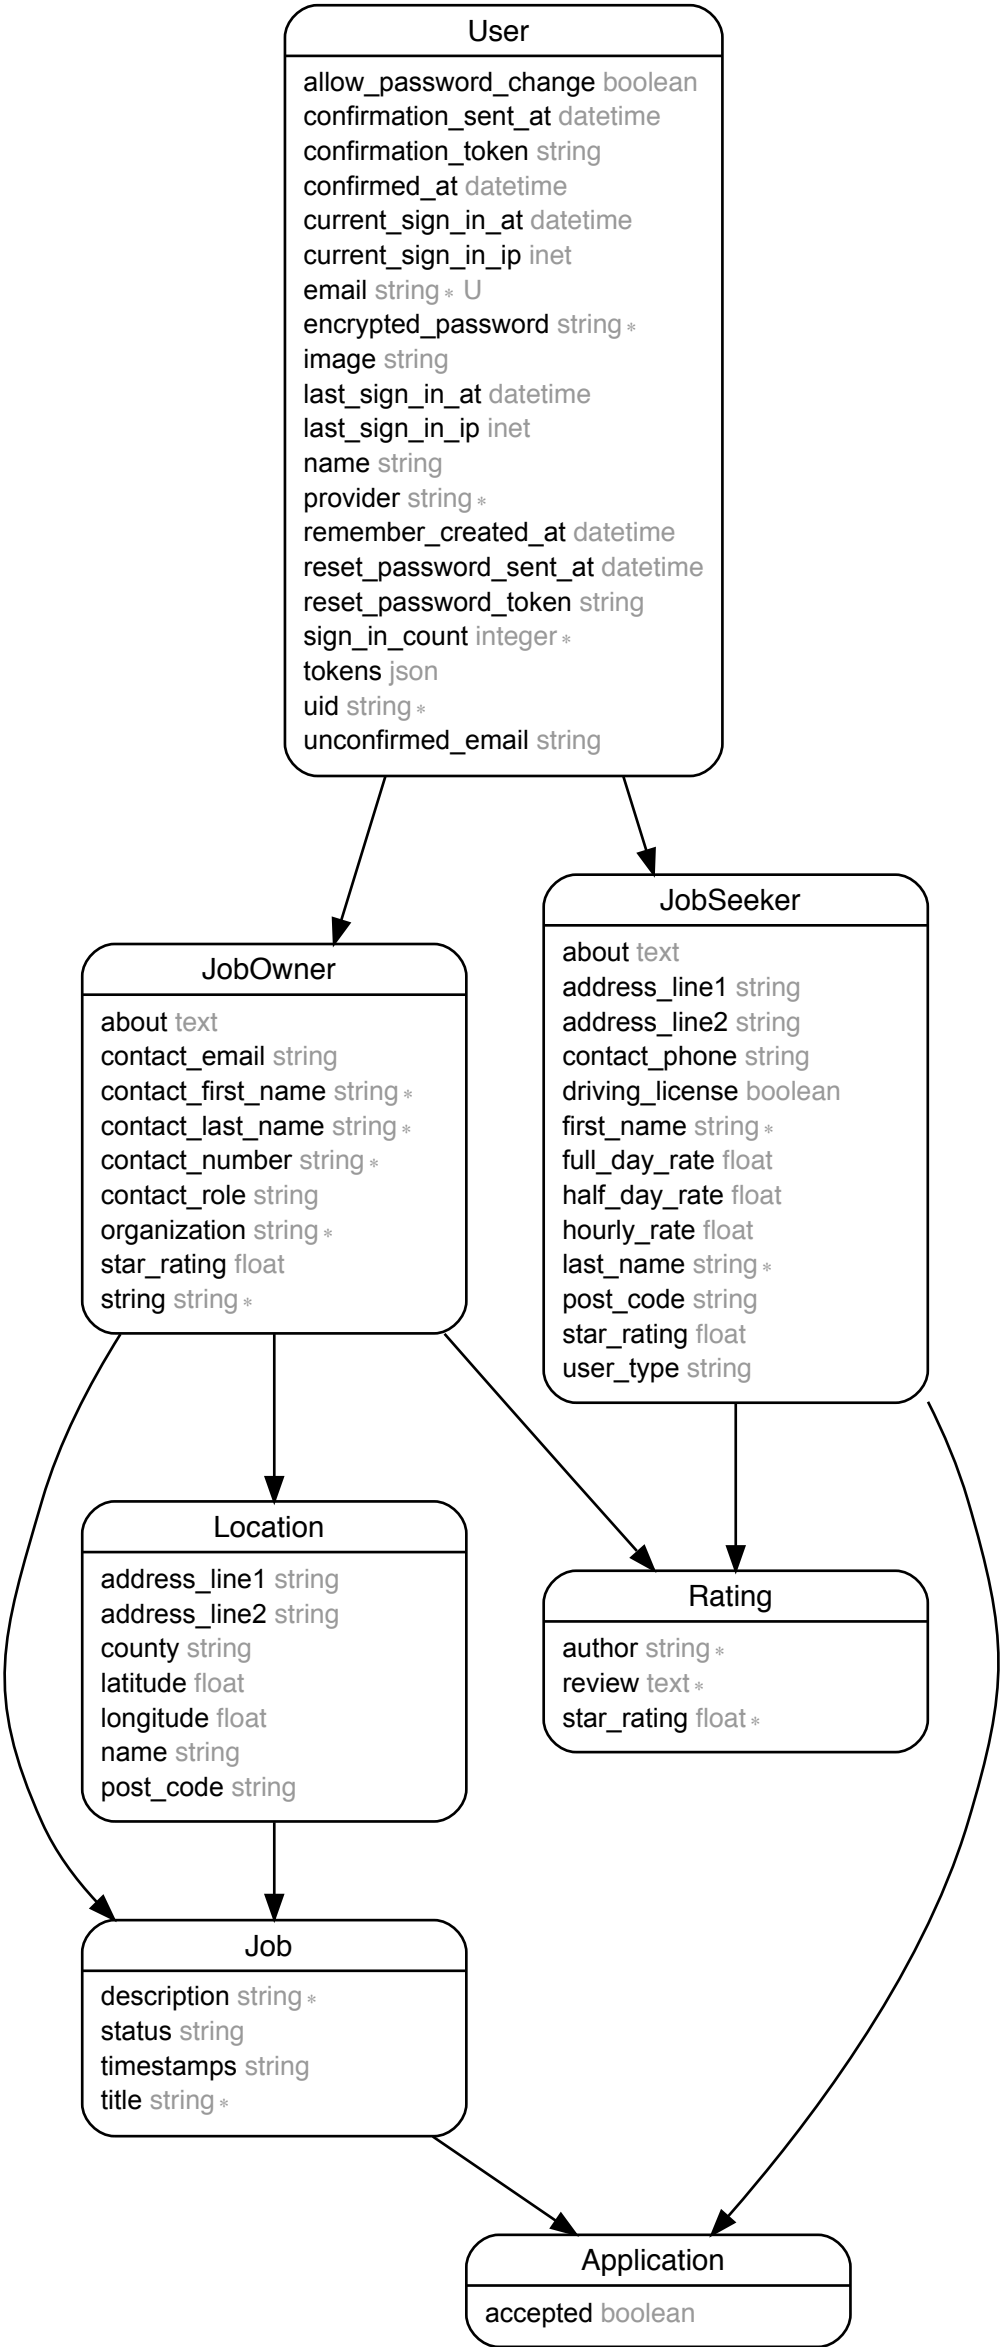 User
allow_password_change boolean
confirmation_sent_at datetime
confirmation_token string
confirmed_at datetime
current_sign_in_at datetime
current_sign_in_ip inet
email string * U
encrypted_password string *
image string
last_sign_in_at datetime
last_sign_in_ip inet
name string
provider string *
remember_created_at datetime
reset_password_sent_at datetime
reset_password_token string
sign_in_count integer *
tokens json
uid string *
unconfirmed_email string
JobOwner
about text
contact_email string
contact_first_name string *
contact_last_name string *
contact_number string *
contact_role string
organization string *
star_rating float
string string *
JobSeeker
about text
address_line1 string
address_line2 string
contact_phone string
driving_license boolean
first_name string *
full_day_rate float
half_day_rate float
hourly_rate float
last_name string *
post_code string
star_rating float
user_type string
Location
address_line1 string
address_line2 string
county string
latitude float
longitude float
name string
post_code string
Rating
author string *
review text *
star_rating float *
Job
description string *
status string
timestamps string
title string *
Application
accepted boolean